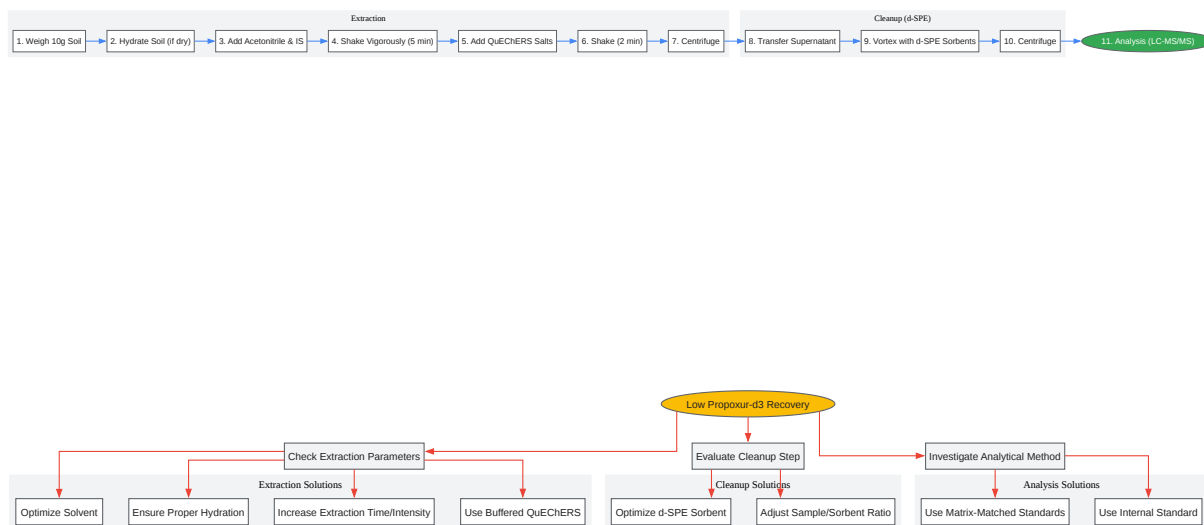 Extraction
Cleanup (d-SPE)
1. Weigh 10g Soil
2. Hydrate Soil (if dry)
3. Add Acetonitrile & IS
4. Shake Vigorously (5 min)
5. Add QuEChERS Salts
6. Shake (2 min)
7. Centrifuge
8. Transfer Supernatant
9. Vortex with d-SPE Sorbents
10. Centrifuge
11. Analysis (LC-MS/MS)
Low Propoxur-d3 Recovery
Check Extraction Parameters
Evaluate Cleanup Step
Investigate Analytical Method
Extraction Solutions
Cleanup Solutions
Analysis Solutions
Optimize Solvent
Ensure Proper Hydration
Increase Extraction Time/Intensity
Use Buffered QuEChERS
Optimize d-SPE Sorbent
Adjust Sample/Sorbent Ratio
Use Matrix-Matched Standards
Use Internal Standard